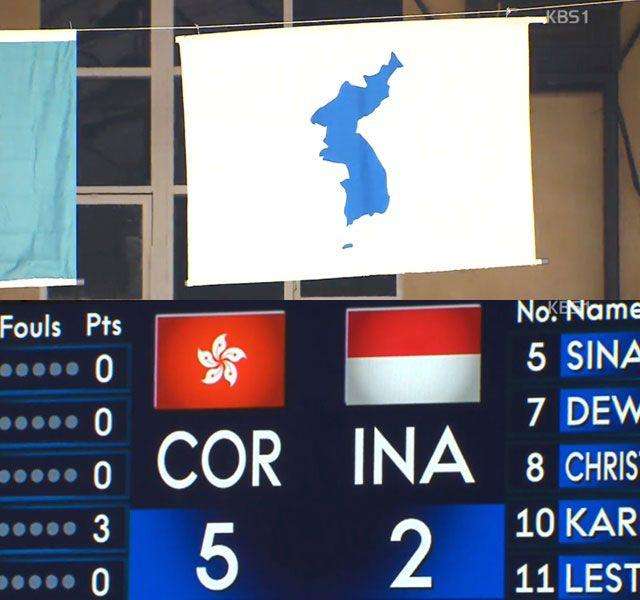 KBS1
KBS1
Fouls Pts
No. Name
0
5 SINA
0
7 DEW
COR INA
0
8 CHRIS
3
10 KAR
5 2
0
11 LEST